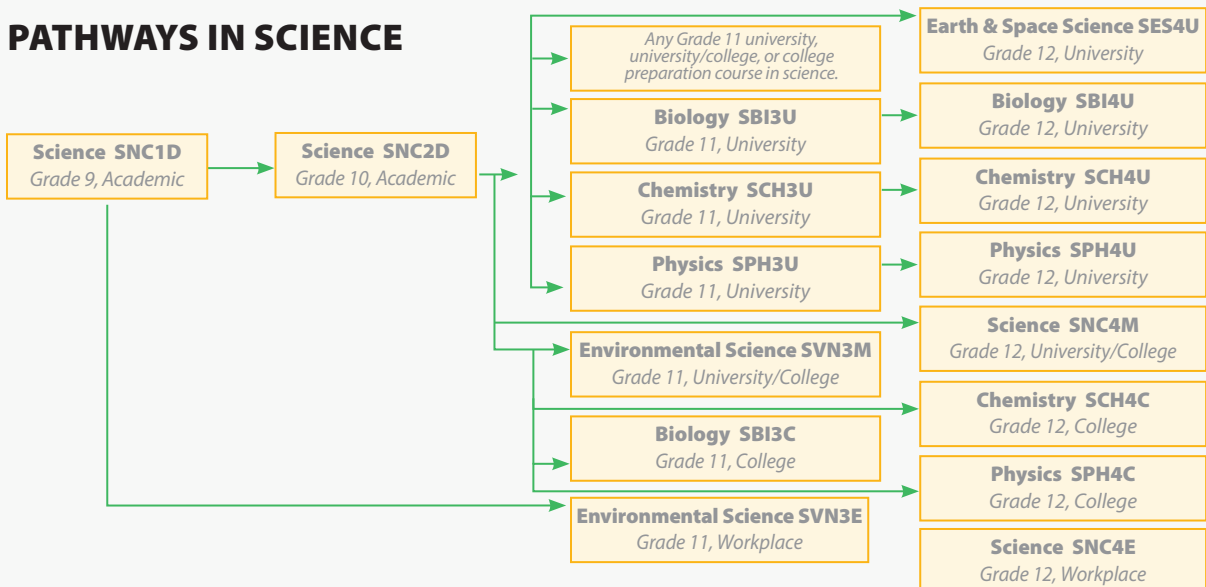 PATHWAYS IN SCIENCE
Science SNC1D
Grade 9, Academic
Science SNC2D
Grade 10, Academic
Any Grade 11 university,
university/college, or college
preparation course in science.
Biology SBI3U
Grade 11, University
Chemistry SCH3U
Grade 11, University
Physics SPH3U
Grade 11, University
Environmental Science SVN3M
Grade 11, University/College
Biology SBI3C
Grade 11, College
Environmental Science SVN3E
Grade 11, Workplace
Earth & Space Science SES4U
Grade 12, University
Biology SBI4U
Grade 12, University
Chemistry SCH4U
Grade 12, University
Physics SPH4U
Grade 12, University
Science SNC4M
Grade 12, University/College
Chemistry SCH4C
Grade 12, College
Physics SPH4C
Grade 12, College
Science SNC4E
Grade 12, Workplace